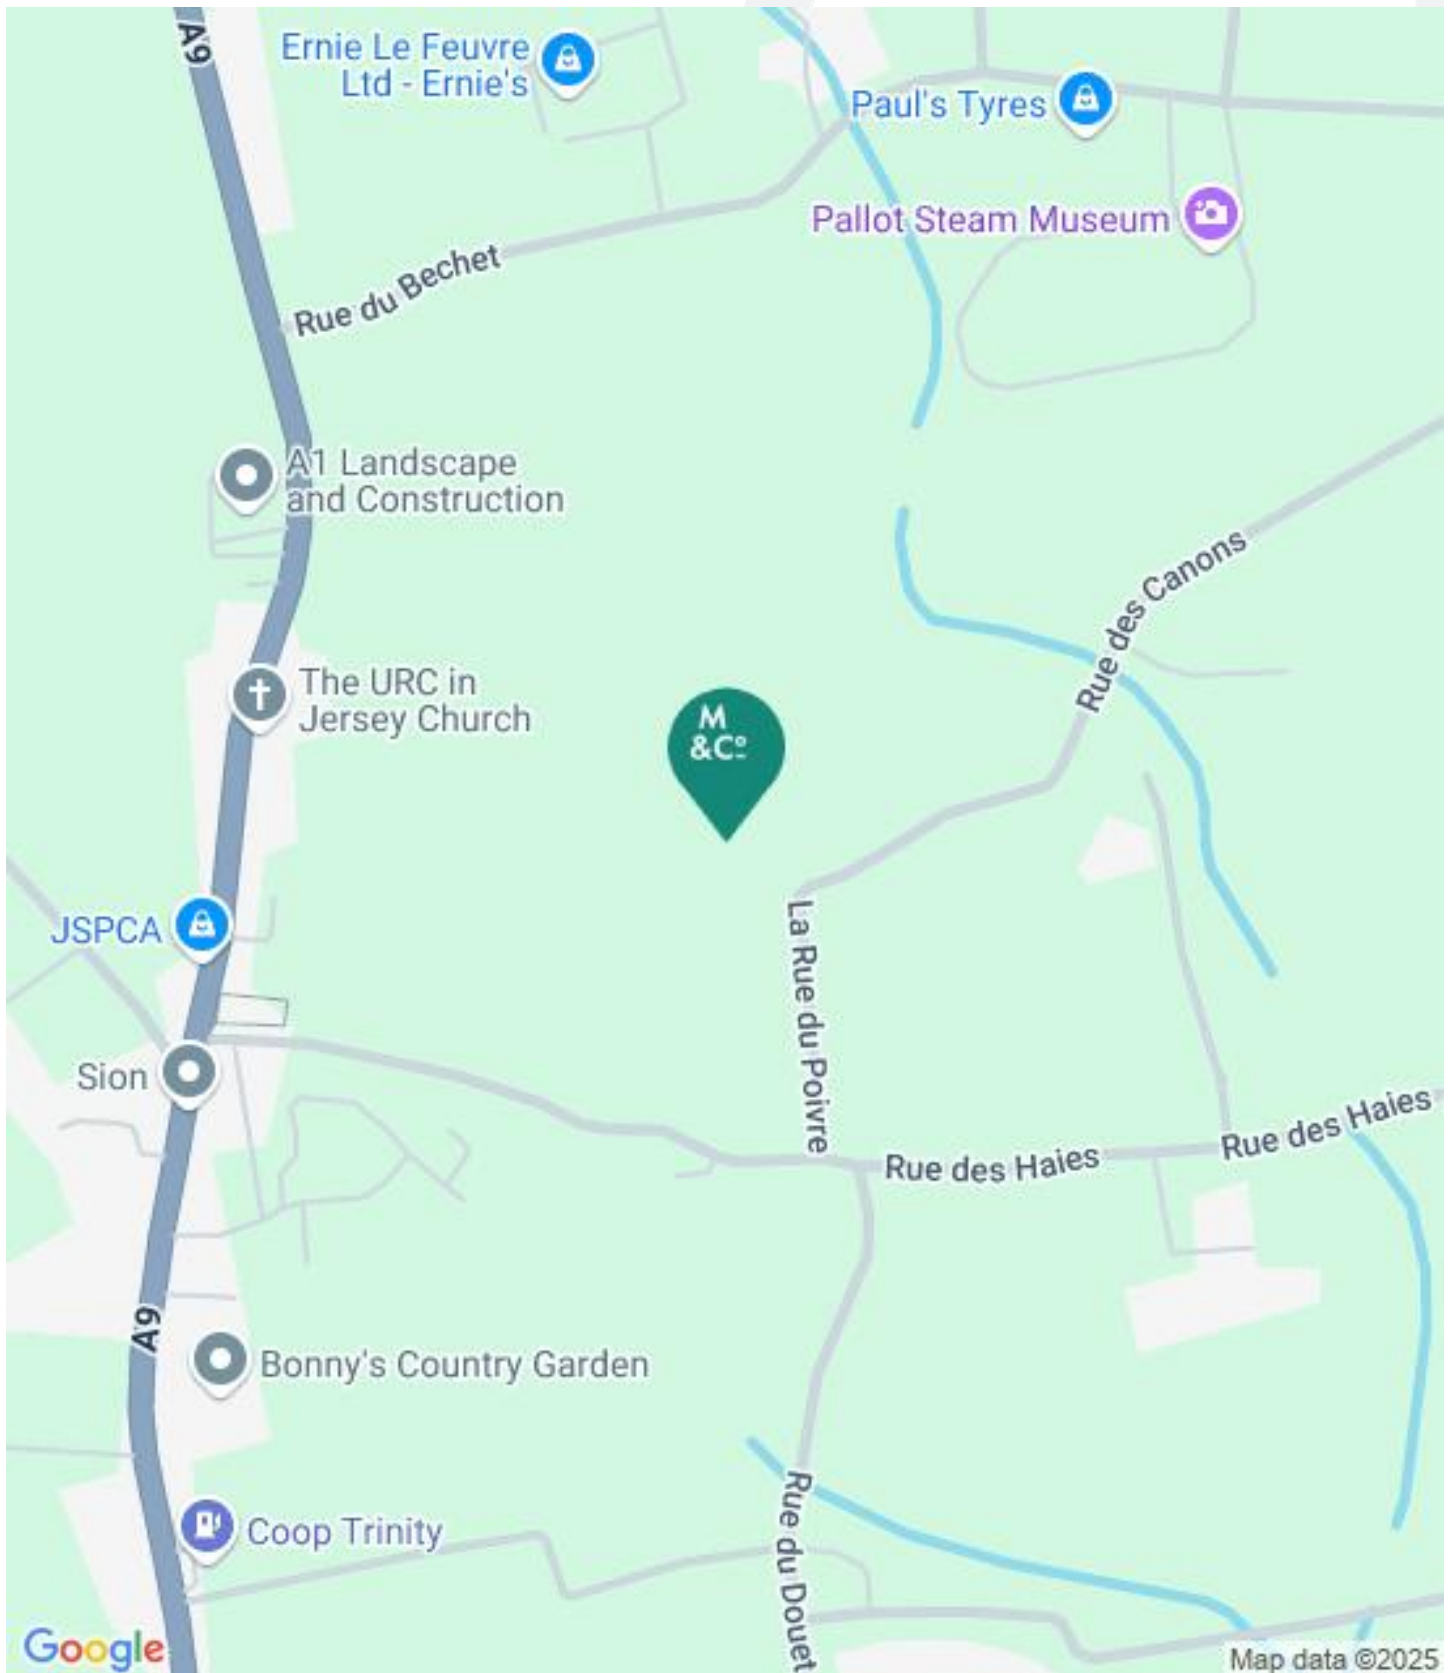 A9
Ernie Le Feuvre
Ltd - Ernie's
Paul's Tyres
Pallot Steam Museum
Rue du Bechet
A1 Landscape
and Construction
Rue des Canons
The URC in
Jersey Church
M
&Cº
JSPCA
La Rue du Poivre
Sion
Rue des Haies
Rue des Haies
A9
Bonny's Country Garden
Rue du Douet
Coop Trinity
Google
Map data ©2025